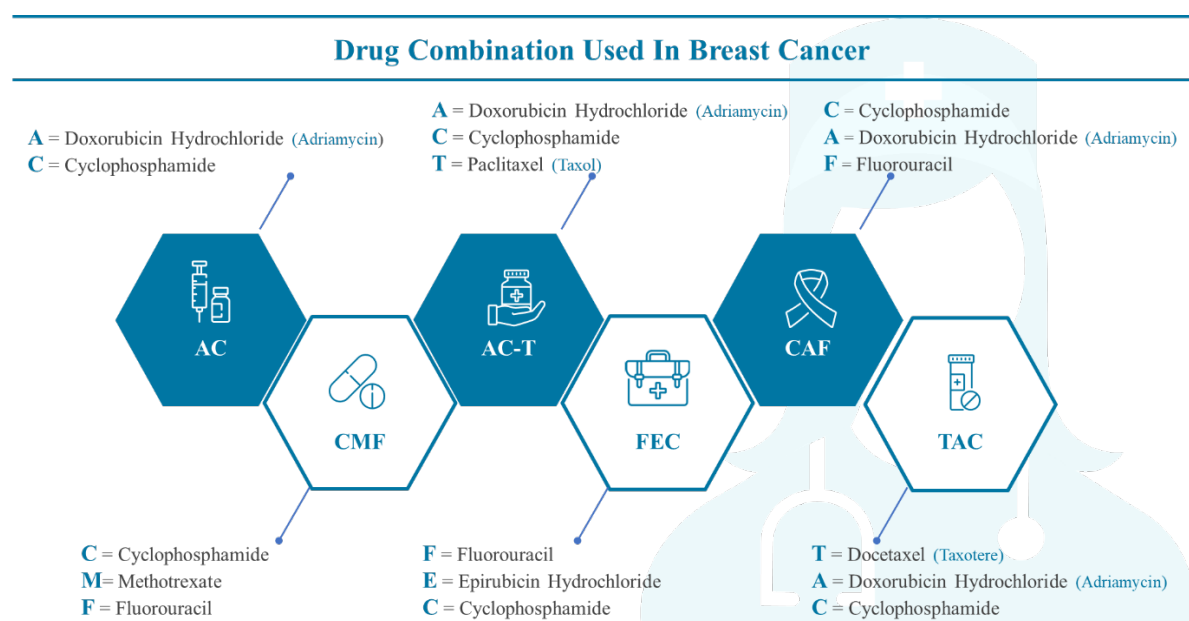 Drug Combination Used In Breast Cancer
A = Doxorubicin Hydrochloride (Adriamycin)
C = Cyclophosphamide
A = Doxorubicin Hydrochloride (Adriamycin)
C = Cyclophosphamide
T = Paclitaxel (Taxol)
C = Cyclophosphamide
A = Doxorubicin Hydrochloride (Adriamycin)
F = Fluorouracil
AC
CMF
AC-T
FEC
CAF
TAC
C = Cyclophosphamide
M= Methotrexate
F = Fluorouracil
F = Fluorouracil
E = Epirubicin Hydrochloride
C = Cyclophosphamide
T = Docetaxel (Taxotere)
A = Doxorubicin Hydrochloride (Adriamycin)
C = Cyclophosphamide